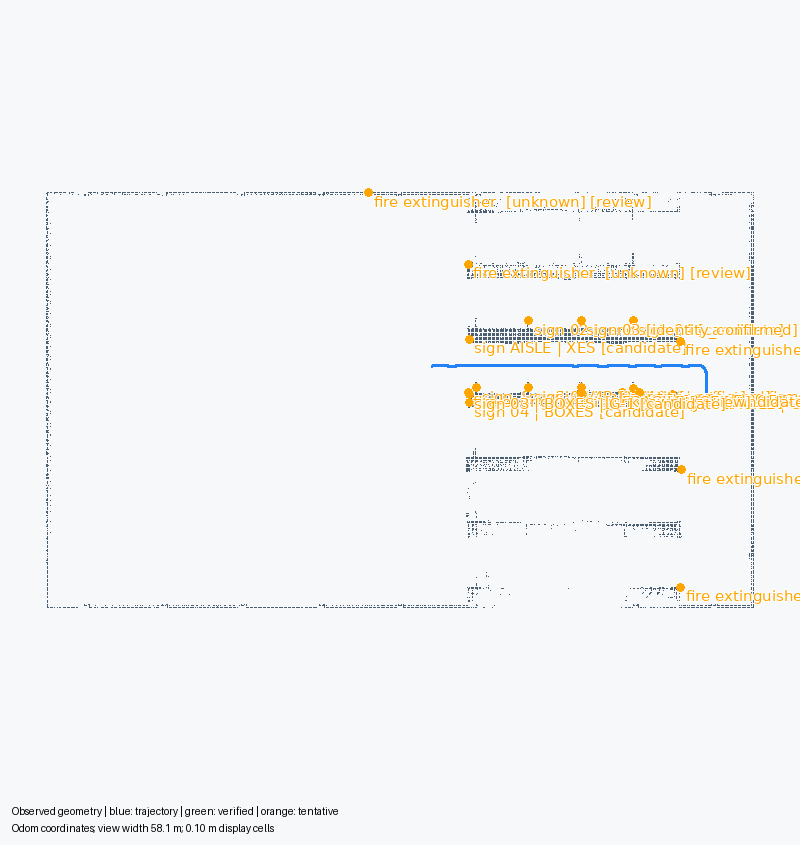 fire extinguisher. [unknown] [review]
fire extinguisher. [unknown] [review]
sign AISLE | XES [candidate]
fire extinguishe
sign 04 | BOXES [candidate]
fire extinguishe
fire extinguishe
Observed geometry | blue: trajectory | green: verified | orange: tentative
Odom coordinates; view width 58.1 m; 0.10 m display cells